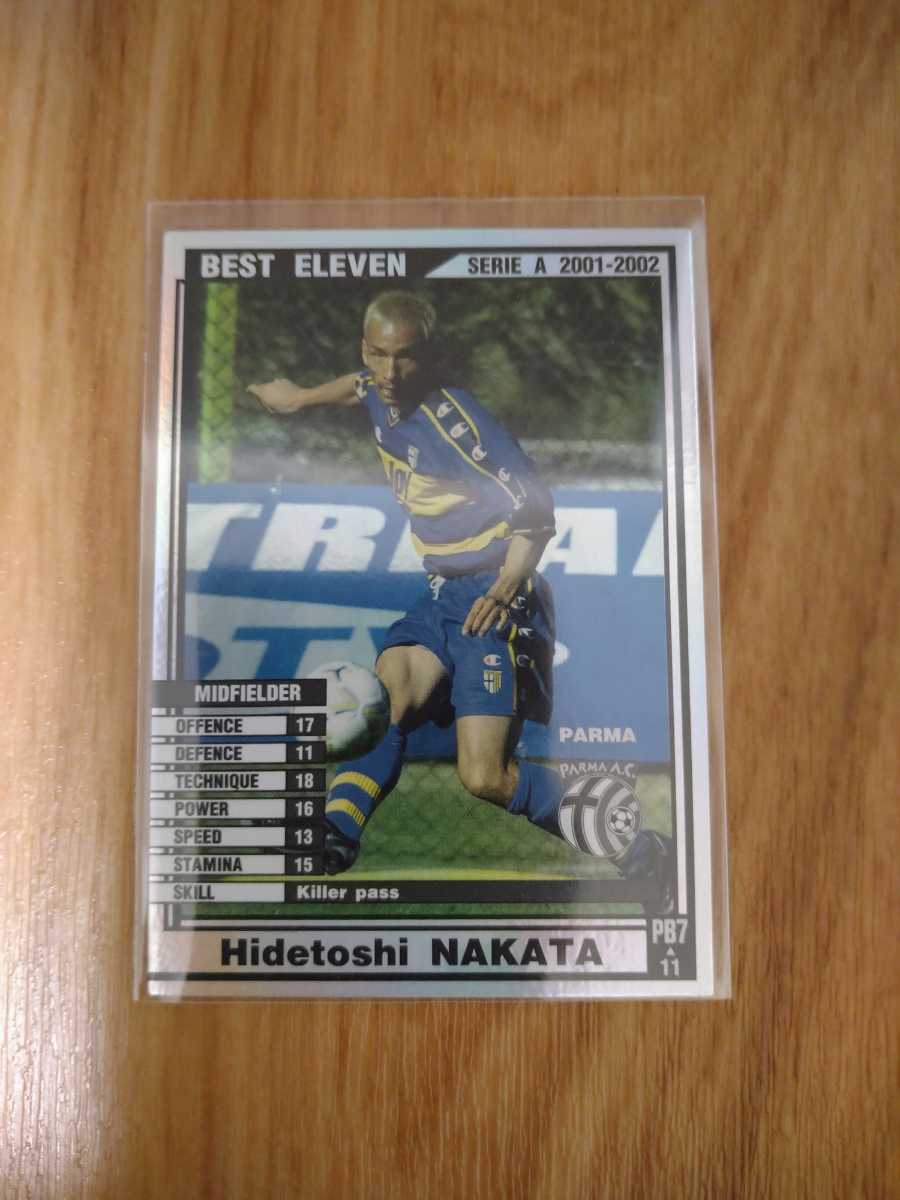 BEST ELEVEN
SERIE A 2001-2002
TRI
A
MIDFIELDER
OFFENCE 17
DEFENCE 11
TECHNIQUE 18
POWER 16
SPEED 13
STAMINA 15
SKILL Killer pass
PARMA
PARMA A.C.
Hidetoshi NAKATA
PB7
11